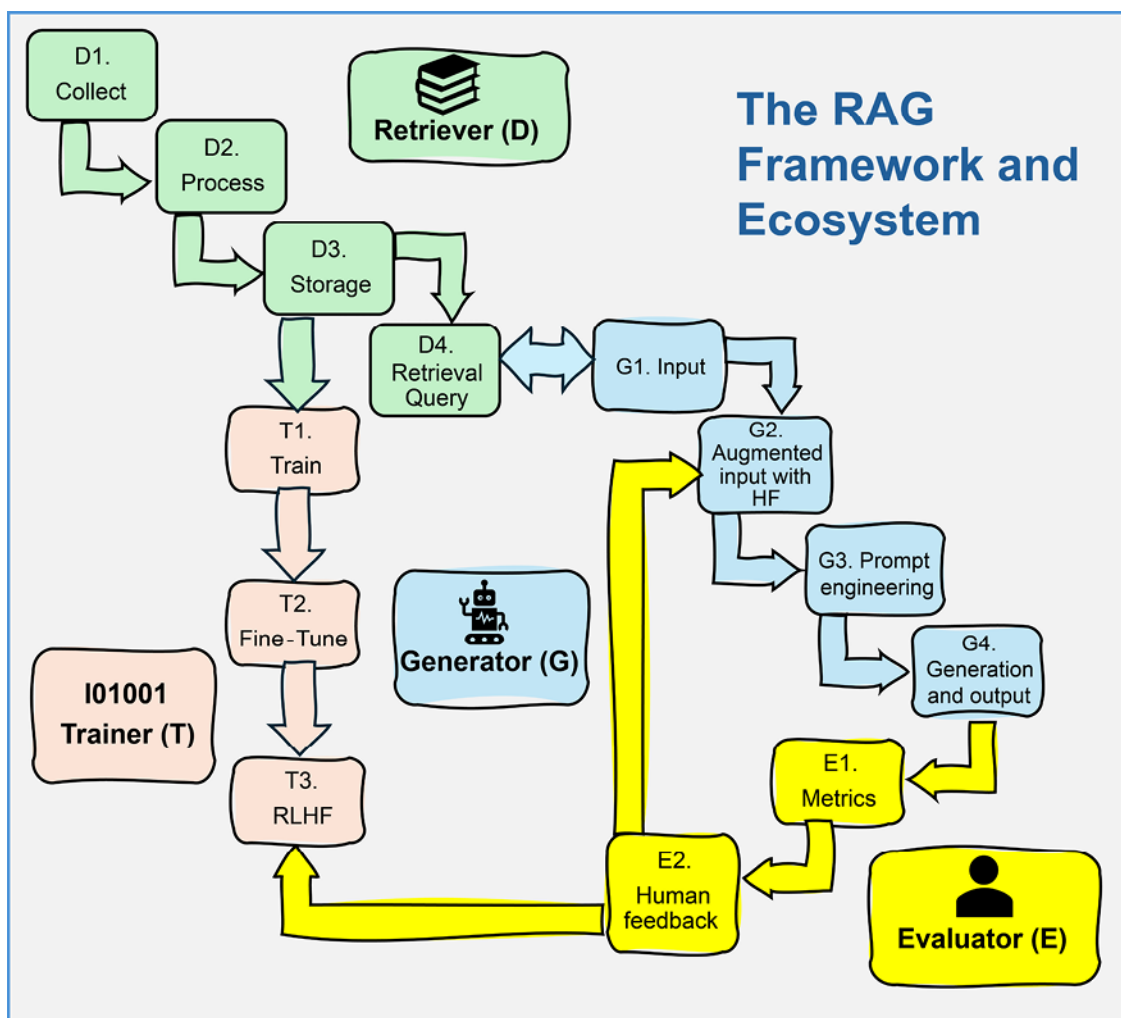 D1.
Collect
Retriever (D)
The RAG
Framework and
Ecosystem
D2.
Process
D3.
Storage
D4.
Retrieval
Query
G1. Input
T1.
Train
G2.
Augmented
input with
HF
G3. Prompt
engineering
T2.
Fine-Tune
Generator (G)
G4.
Generation
and output
I01001
Trainer (T)
T3.
RLHF
E1.
Metrics
E2.
Human
feedback
Evaluator (E)